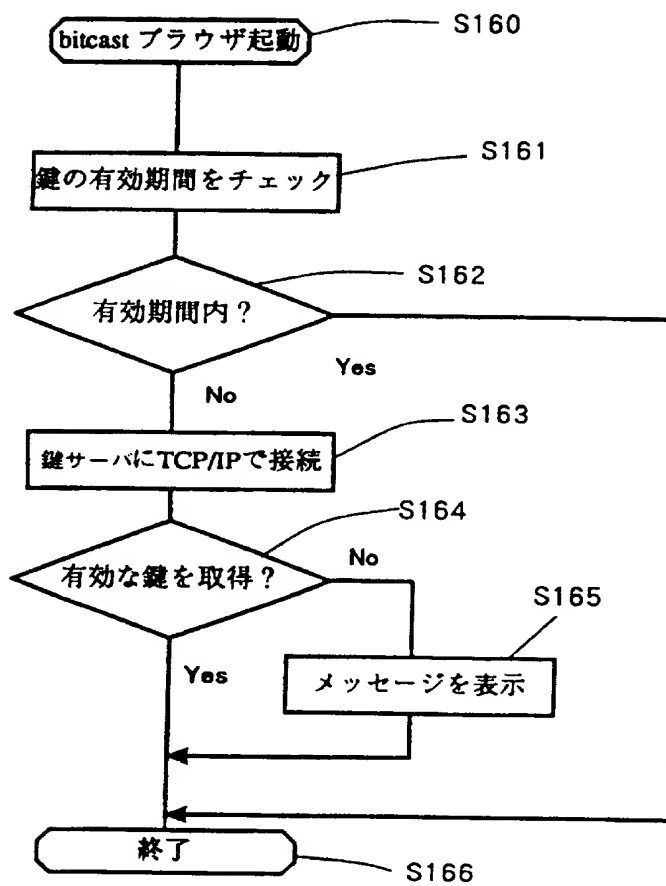 bitcast ブラウザ起動
S160
鍵の有効期間をチェック
S161
有効期間内？
S162
Yes
No
鍵サーバにTCP/IPで接続
S163
有効な鍵を取得？
S164
No
Yes
メッセージを表示
S165
終了
S166